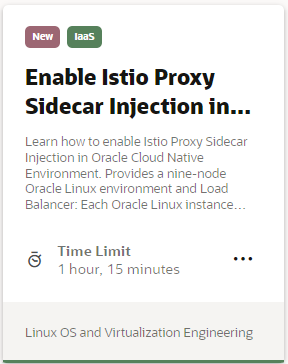 New IaaS
Enable Istio Proxy
Sidecar Injection in...
Learn how to enable Istio Proxy Sidecar
Injection in Oracle Cloud Native
Environment. Provides a nine-node
Oracle Linux environment and Load
Balancer: Each Oracle Linux instance...
Time Limit
1 hour, 15 minutes
Linux OS and Virtualization Engineering